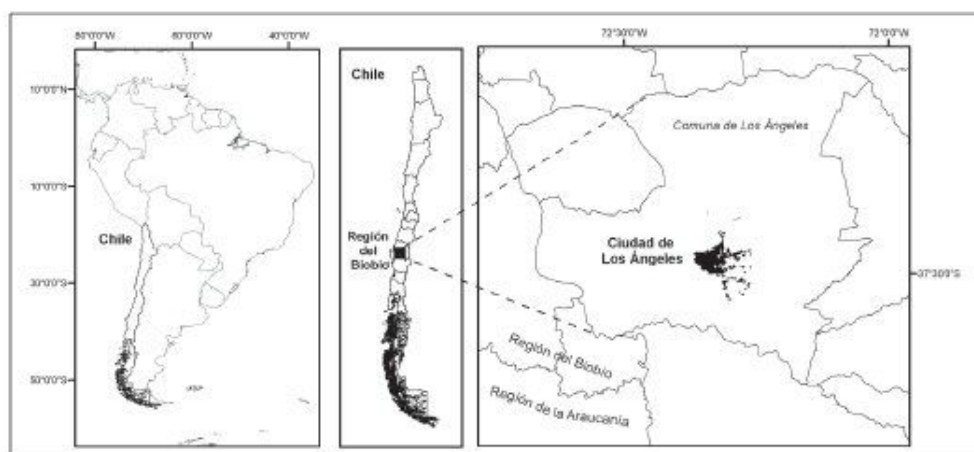 80°0'0"W 60°0'0"W 40°0'0"W
10°0'0"N
10°0'0"S
30°0'0"S
50°0'0"S
Chile
Chile
Región
del
Biobio
72°30'0"W 72°0'0"W
37°30'0"S
Comuna de Los Ángeles
Ciudad de
Los Ángeles
Región del Biobio
Región de la Araucanía